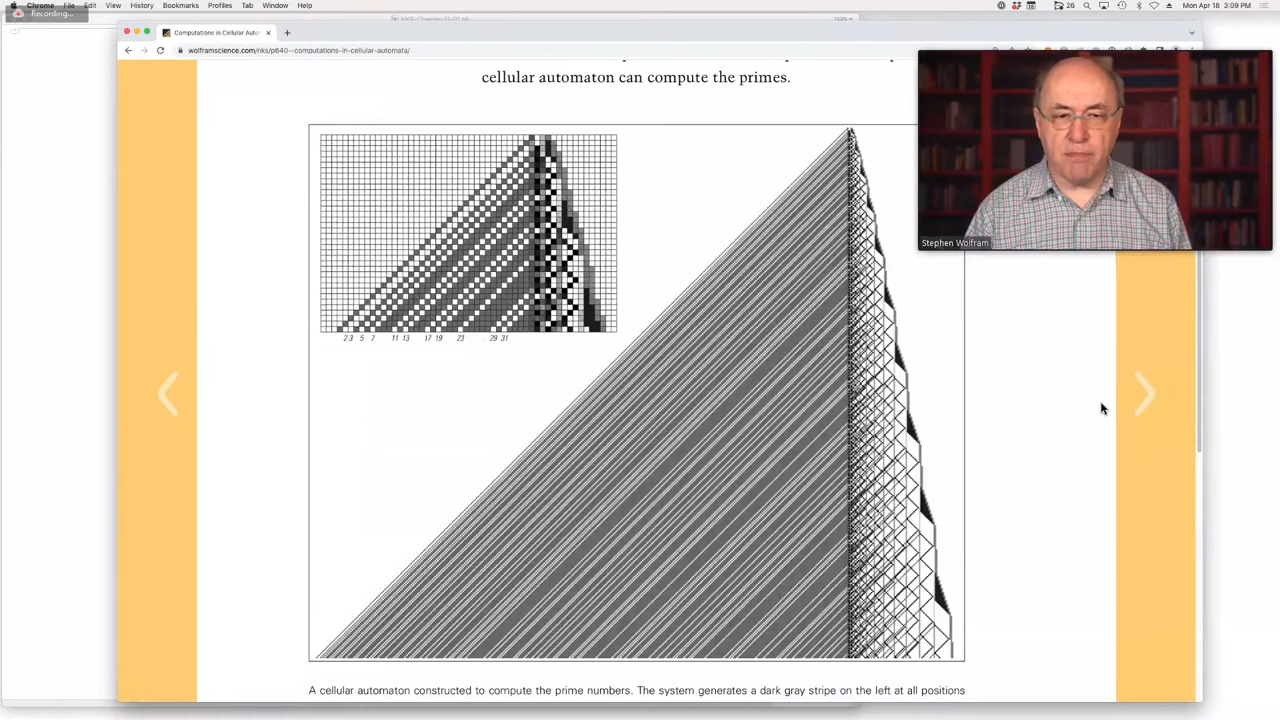 Chrome File Edit View History Bookmarks Profiles Tab Window Help
26 Mon Apr 18 3:09 PM
Recording...
Computations in Cellular Auto
wolframscience.com/nks/p640--computations-in-cellular-automata/
cellular automaton can compute the primes.
Stephen Wolfram
2 3 5 7 11 13 17 19 23 29 31
A cellular automaton constructed to compute the prime numbers. The system generates a dark gray stripe on the left at all positions